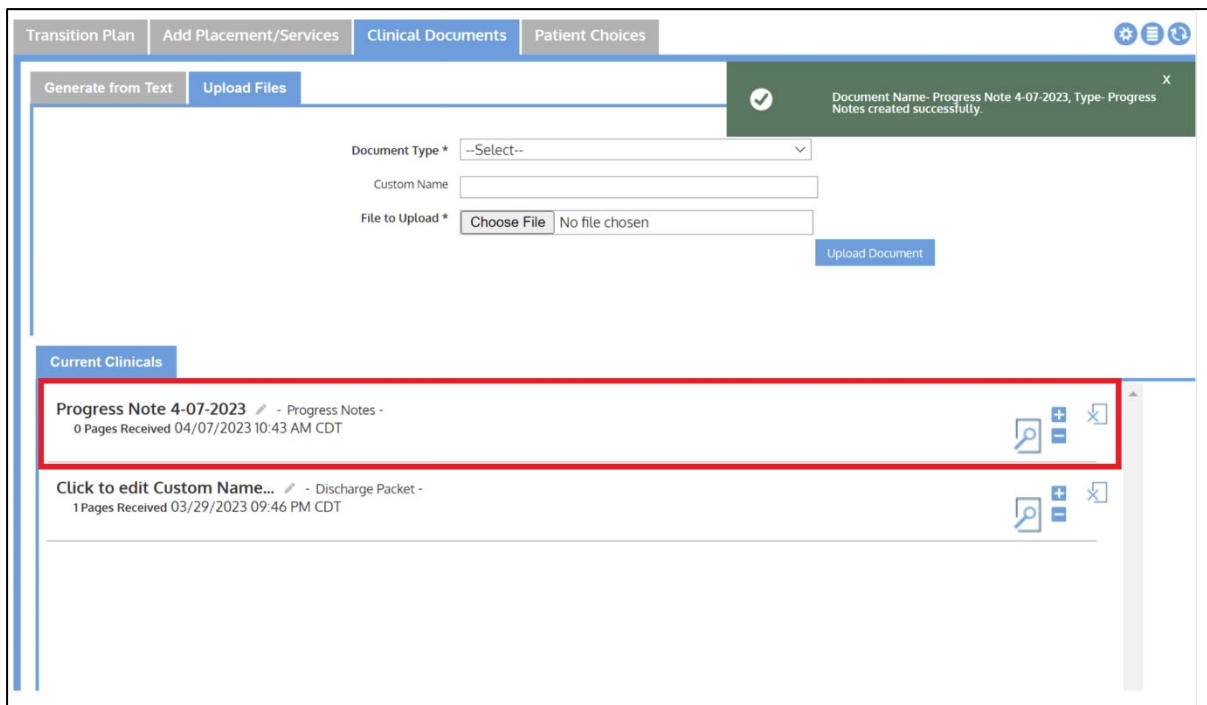 Transition Plan Add Placement/Services Clinical Documents Patient Choices
Generate from Text Upload Files
X
Document Name- Progress Note 4-07-2023, Type- Progress
Notes created successfully.
Document Type * --Select--
Custom Name
File to Upload * Choose File No file chosen
Upload Document
Current Clinicals
Progress Note 4-07-2023 - Progress Notes -
0 Pages Received 04/07/2023 10:43 AM CDT
Click to edit Custom Name... - Discharge Packet -
1 Pages Received 03/29/2023 09:46 PM CDT